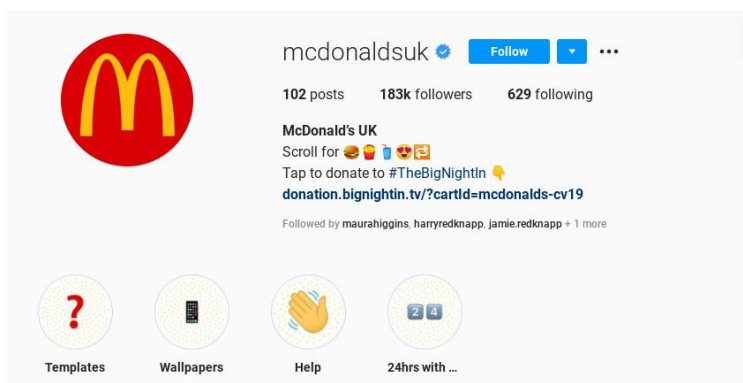 mcdonaldsuk Follow
102 posts 183k followers 629 following
McDonald's UK
Scroll for 🍔🍟🥤😍🔁
Tap to donate to #TheBigNightIn 👇
donation.bignightin.tv/?cartId=mcdonalds-cv19
Followed by maurahiggins, harryredknapp, jamie.redknapp + 1 more
? 2 4
Templates Wallpapers Help 24hrs with ...